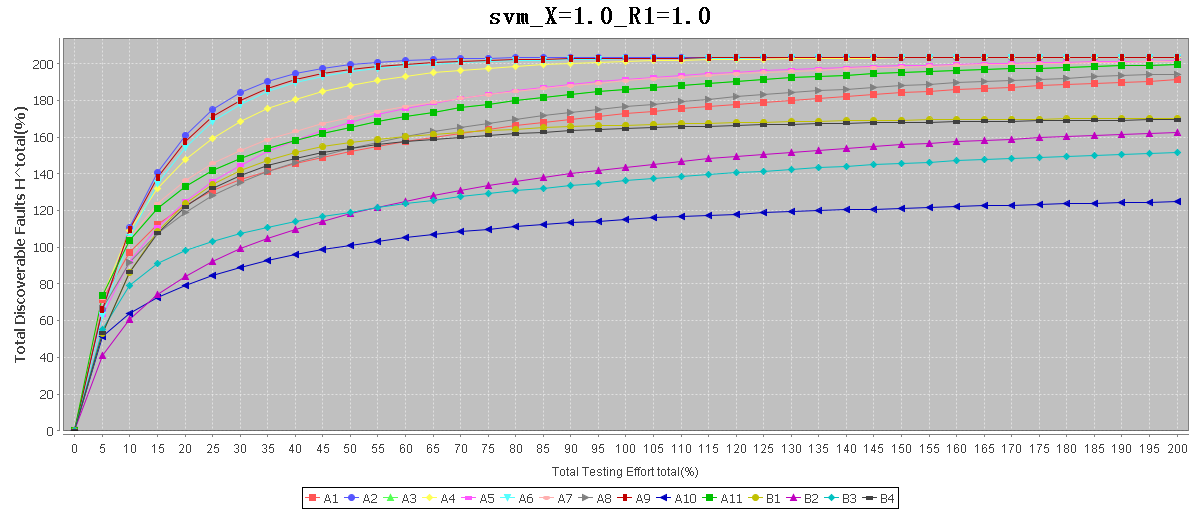 svm_X=1.0_R1=1.0
Total Discoverable Faults H^total(%)
200
180
160
140
120
100
80
60
40
20
0
0 5 10 15 20 25 30 35 40 45 50 55 60 65 70 75 80 85 90 95 100 105 110 115 120 125 130 135 140 145 150 155 160 165 170 175 180 185 190 195 200
Total Testing Effort total(%)
A1 A2 A3 A4 A5 A6 A7 A8 A9 A10 A11 B1 B2 B3 B4